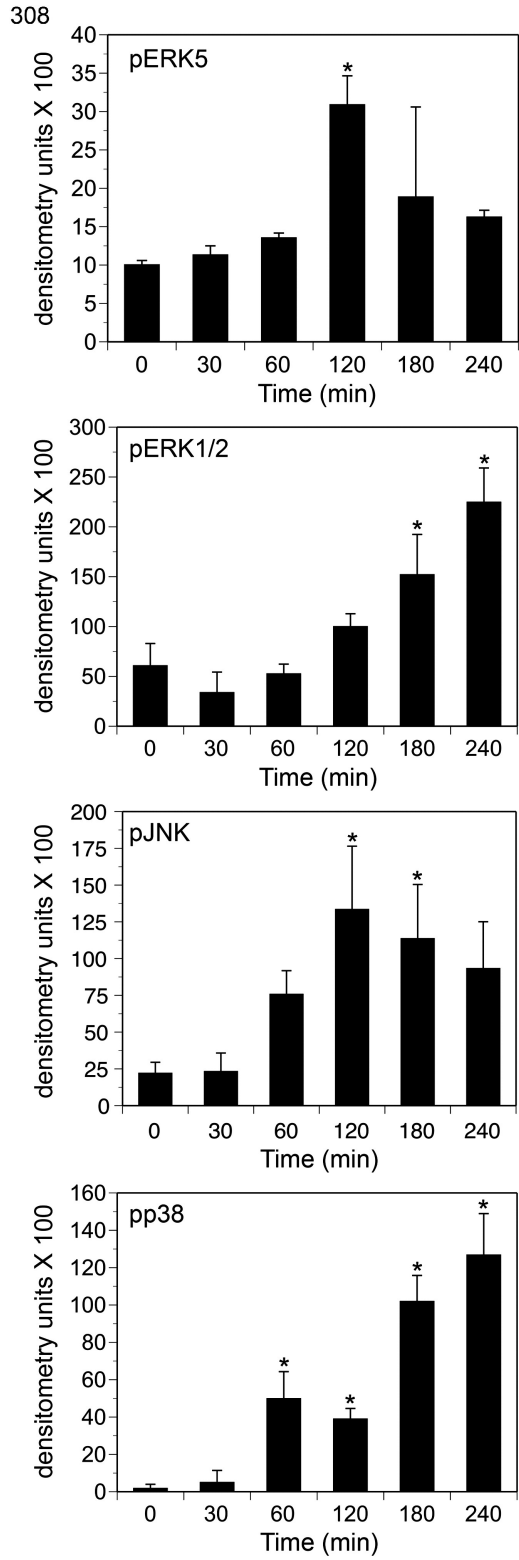 308
pERK5
densitometry units X 100
40
35
30
25
20
15
10
5
0
*
0 30 60 120 180 240
Time (min)
pERK1/2
densitometry units X 100
300
250
200
150
100
50
0
* *
0 30 60 120 180 240
Time (min)
pJNK
densitometry units X 100
200
175
150
125
100
75
50
25
0
* *
0 30 60 120 180 240
Time (min)
pp38
densitometry units X 100
160
140
120
100
80
60
40
20
0
* * * *
0 30 60 120 180 240
Time (min)